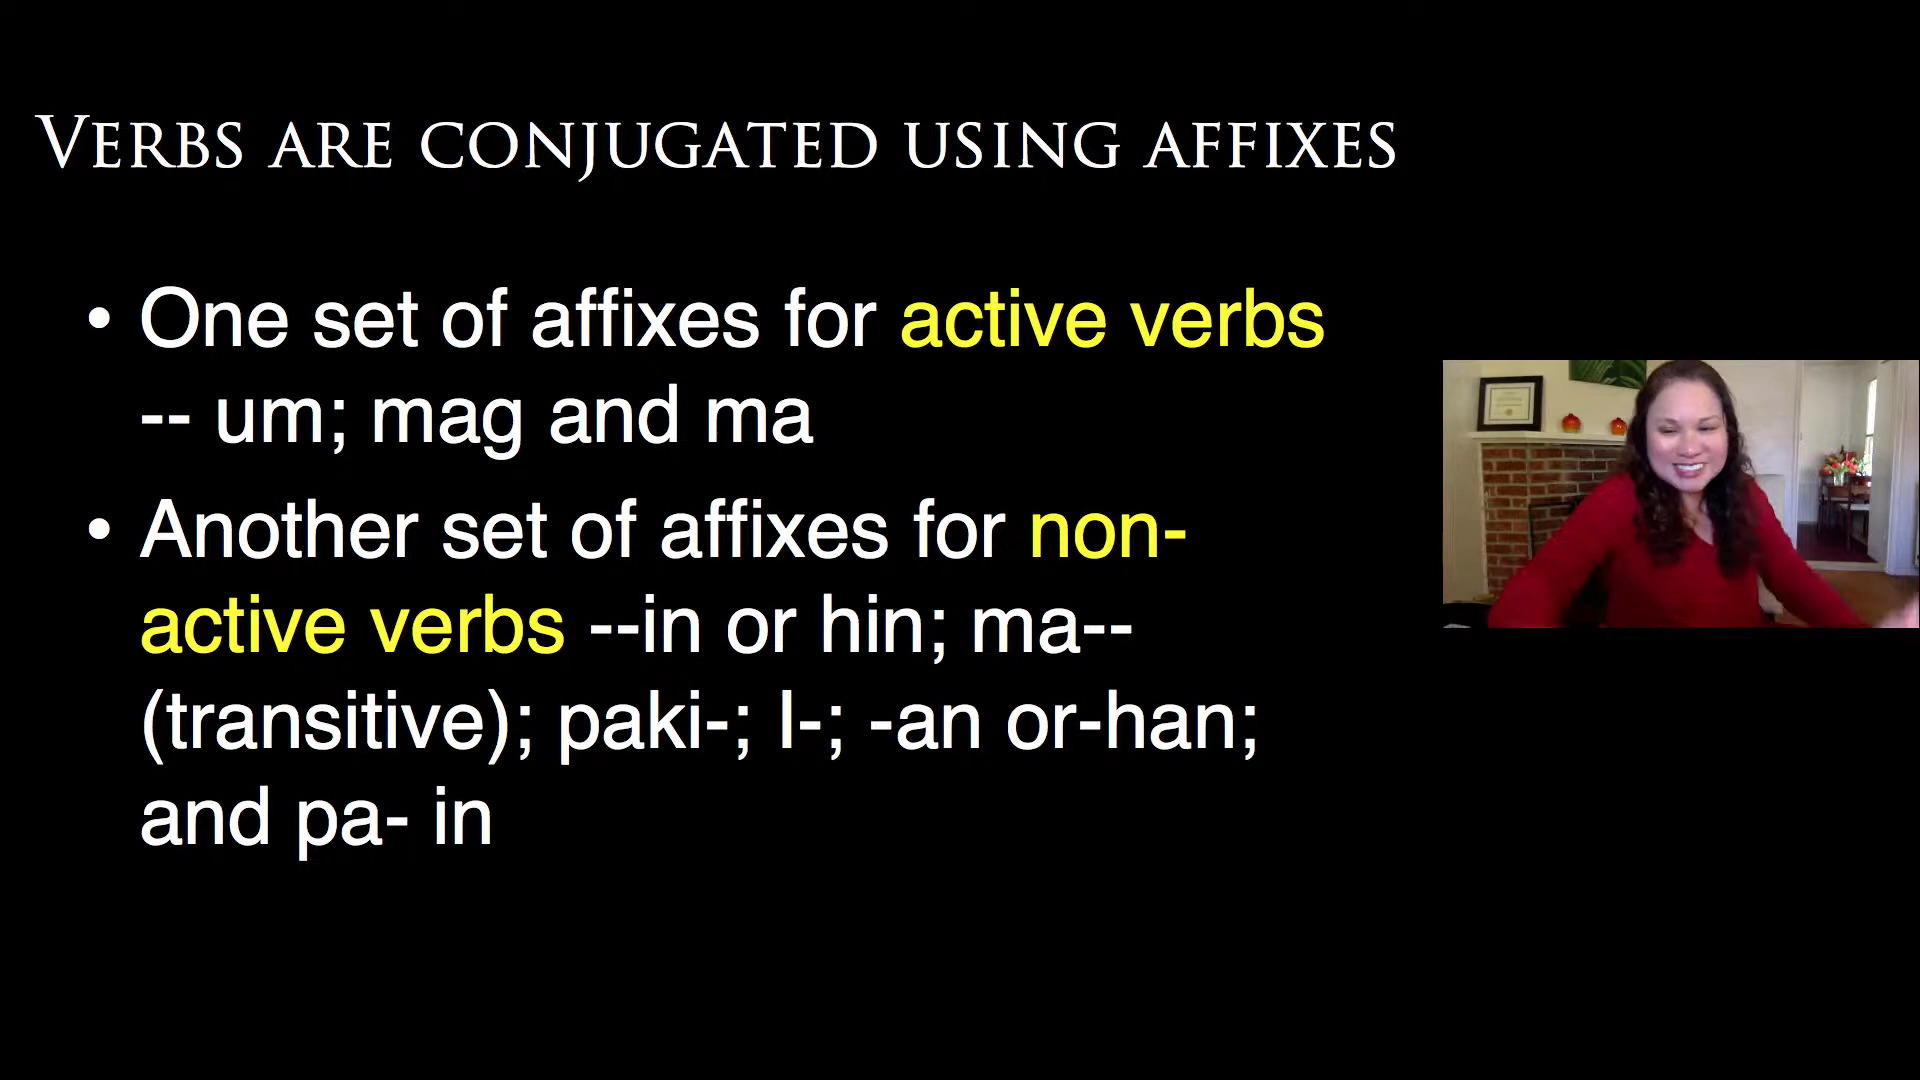 VERBS ARE CONJUGATED USING AFFIXES
• One set of affixes for active verbs
-- um; mag and ma
• Another set of affixes for non-
active verbs --in or hin; ma--
(transitive); paki-; I-; -an or-han;
and pa- in